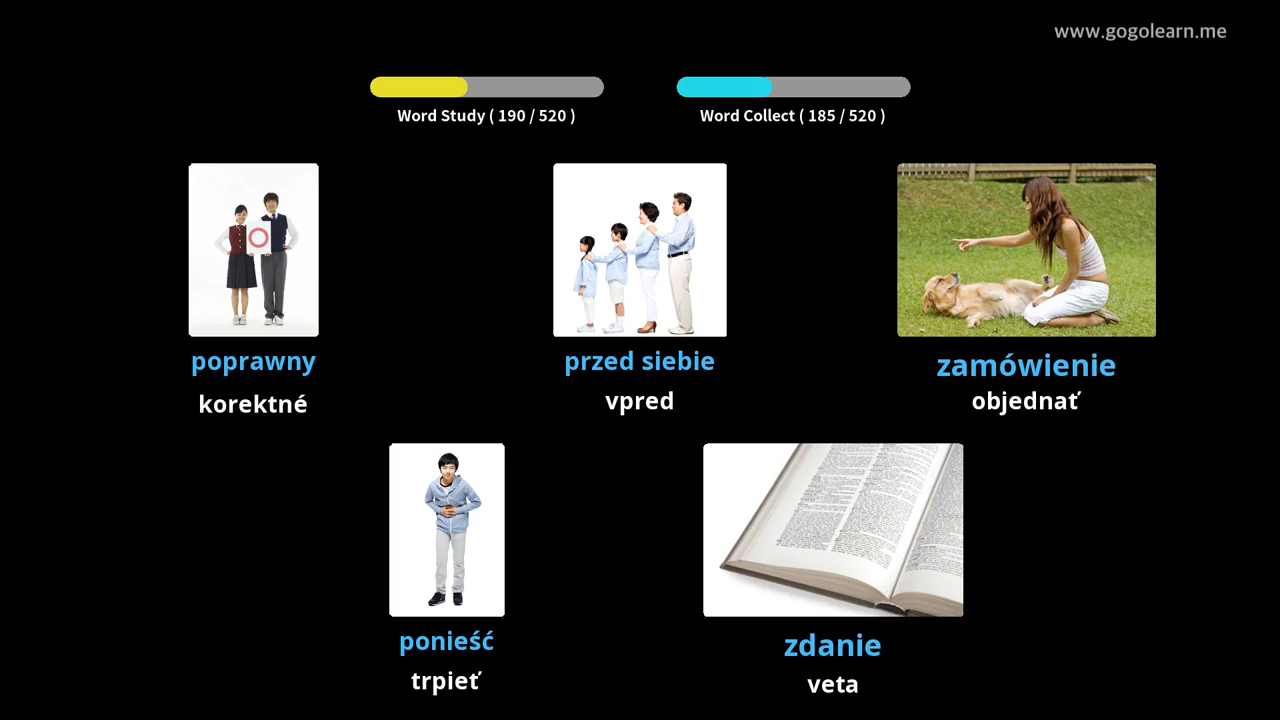 www.gogolearn.me
Word Study ( 190 / 520 )
Word Collect ( 185 / 520 )
poprawny
korektné
przed siebie
vpred
zamówienie
objednať
ponieść
trpieť
zdanie
veta